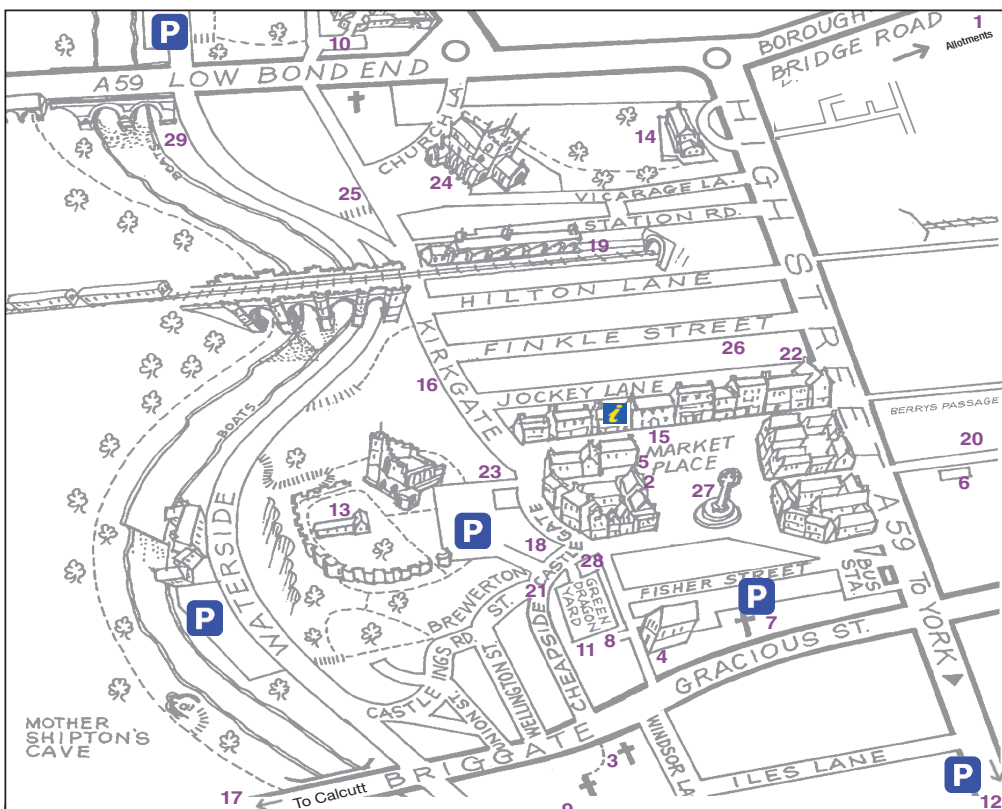 P
10
BOROUGH-
BRIDGE ROAD
1
Allotments
A59 LOW BOND END
29
BOATS
CHURCH LA.
14
24
25
VICARAGE LA.
STATION RD.
19
HIGH STREET
HILTON LANE
KIRKGATE
FINKLE STREET
26
22
16
JOCKEY LANE
i
BERRYS PASSAGE
BOATS
15
MARKET
PLACE
20
23
5
2
27
6
WATERSIDE
13
P
18
CASTLEGATE
28
A59 TO YORK
BUS
STA.
FISHER STREET
21
BREWERTON
ST.
GREEN
DRAGON
YARD
P
7
P
11
8
4
GRACIOUS ST.
CHEAPSIDE
CASTLE INGS RD.
UNION ST.
WELLINGTON ST.
MOTHER
SHIPTON'S
CAVE
BRIGGATE
3
WINDSOR LA
ILES LANE
P
17
To Calcutt
9
12